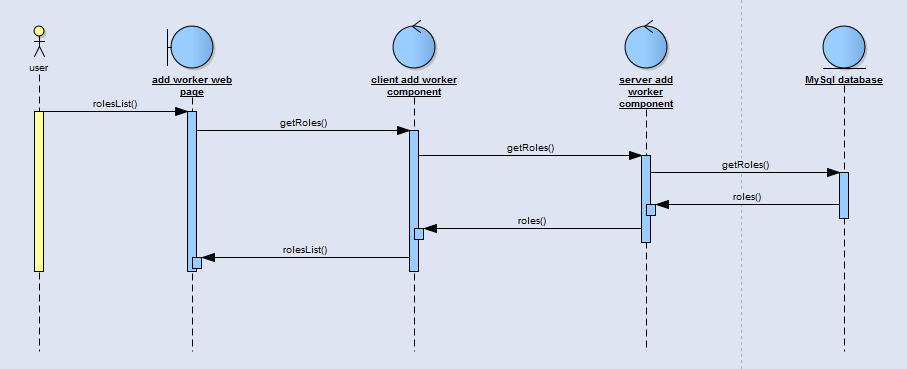 user
add worker web
page
client add worker
component
server add
worker
component
MySql database
rolesList()
getRoles()
getRoles()
getRoles()
roles()
roles()
rolesList()